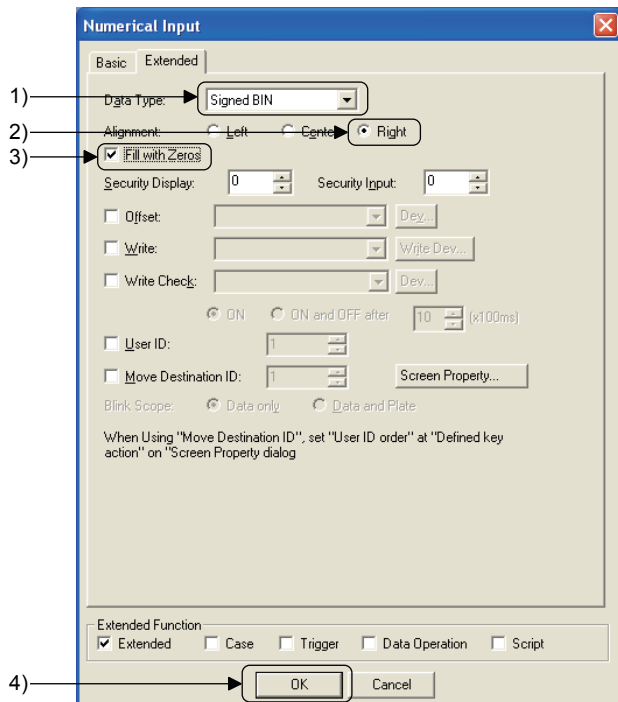 Numerical Input
Basic Extended
1) Data Type: Signed BIN
2) Alignment: Left Center Right
3) Fill with Zeros
Security Display: 0 Security Input: 0
Offset: Dev...
Write: Write Dev...
Write Check: Dev...
ON ON and OFF after 10 (x100ms)
User ID: 1
Move Destination ID: 1 Screen Property...
Blink Scope: Data only Data and Plate
When Using "Move Destination ID", set "User ID order" at "Defined key
action" on "Screen Property dialog
Extended Function
Extended Case Trigger Data Operation Script
4) OK Cancel